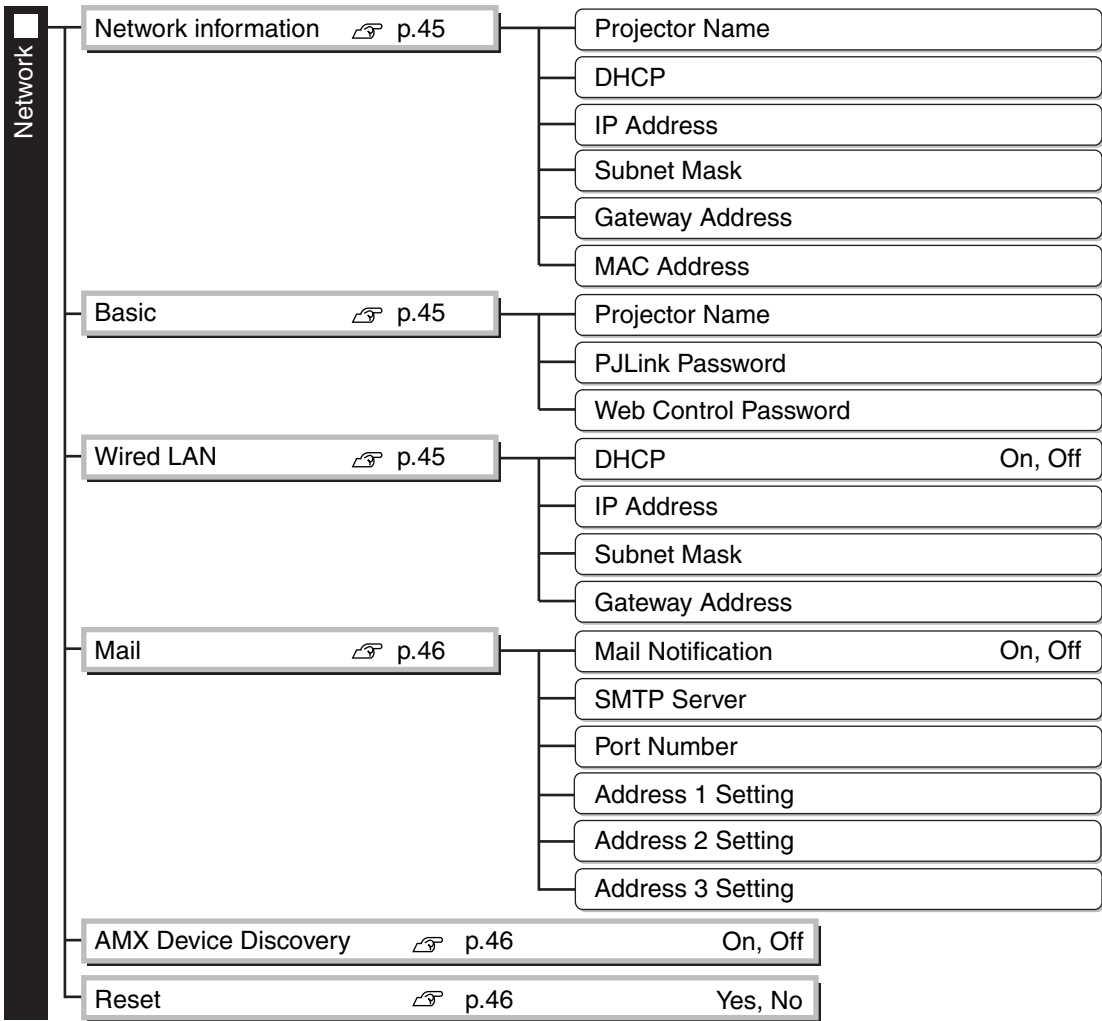 Network
Network information p.45
Projector Name
DHCP
IP Address
Subnet Mask
Gateway Address
MAC Address
Basic p.45
Projector Name
PJLink Password
Web Control Password
Wired LAN p.45
DHCP On, Off
IP Address
Subnet Mask
Gateway Address
Mail p.46
Mail Notification On, Off
SMTP Server
Port Number
Address 1 Setting
Address 2 Setting
Address 3 Setting
AMX Device Discovery p.46 On, Off
Reset p.46 Yes, No